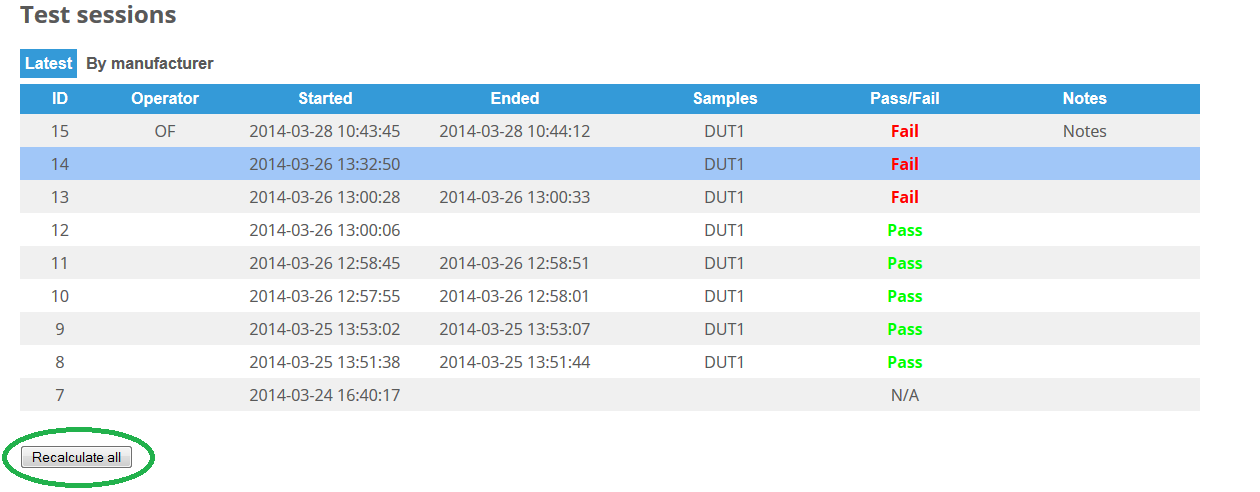 Test sessions
Latest By manufacturer
ID Operator Started Ended Samples Pass/Fail Notes
15 OF 2014-03-28 10:43:45 2014-03-28 10:44:12 DUT1 Fail Notes
14 2014-03-26 13:32:50 DUT1 Fail
13 2014-03-26 13:00:28 2014-03-26 13:00:33 DUT1 Fail
12 2014-03-26 13:00:06 DUT1 Pass
11 2014-03-26 12:58:45 2014-03-26 12:58:51 DUT1 Pass
10 2014-03-26 12:57:55 2014-03-26 12:58:01 DUT1 Pass
9 2014-03-25 13:53:02 2014-03-25 13:53:07 DUT1 Pass
8 2014-03-25 13:51:38 2014-03-25 13:51:44 DUT1 Pass
7 2014-03-24 16:40:17 N/A
Recalculate all